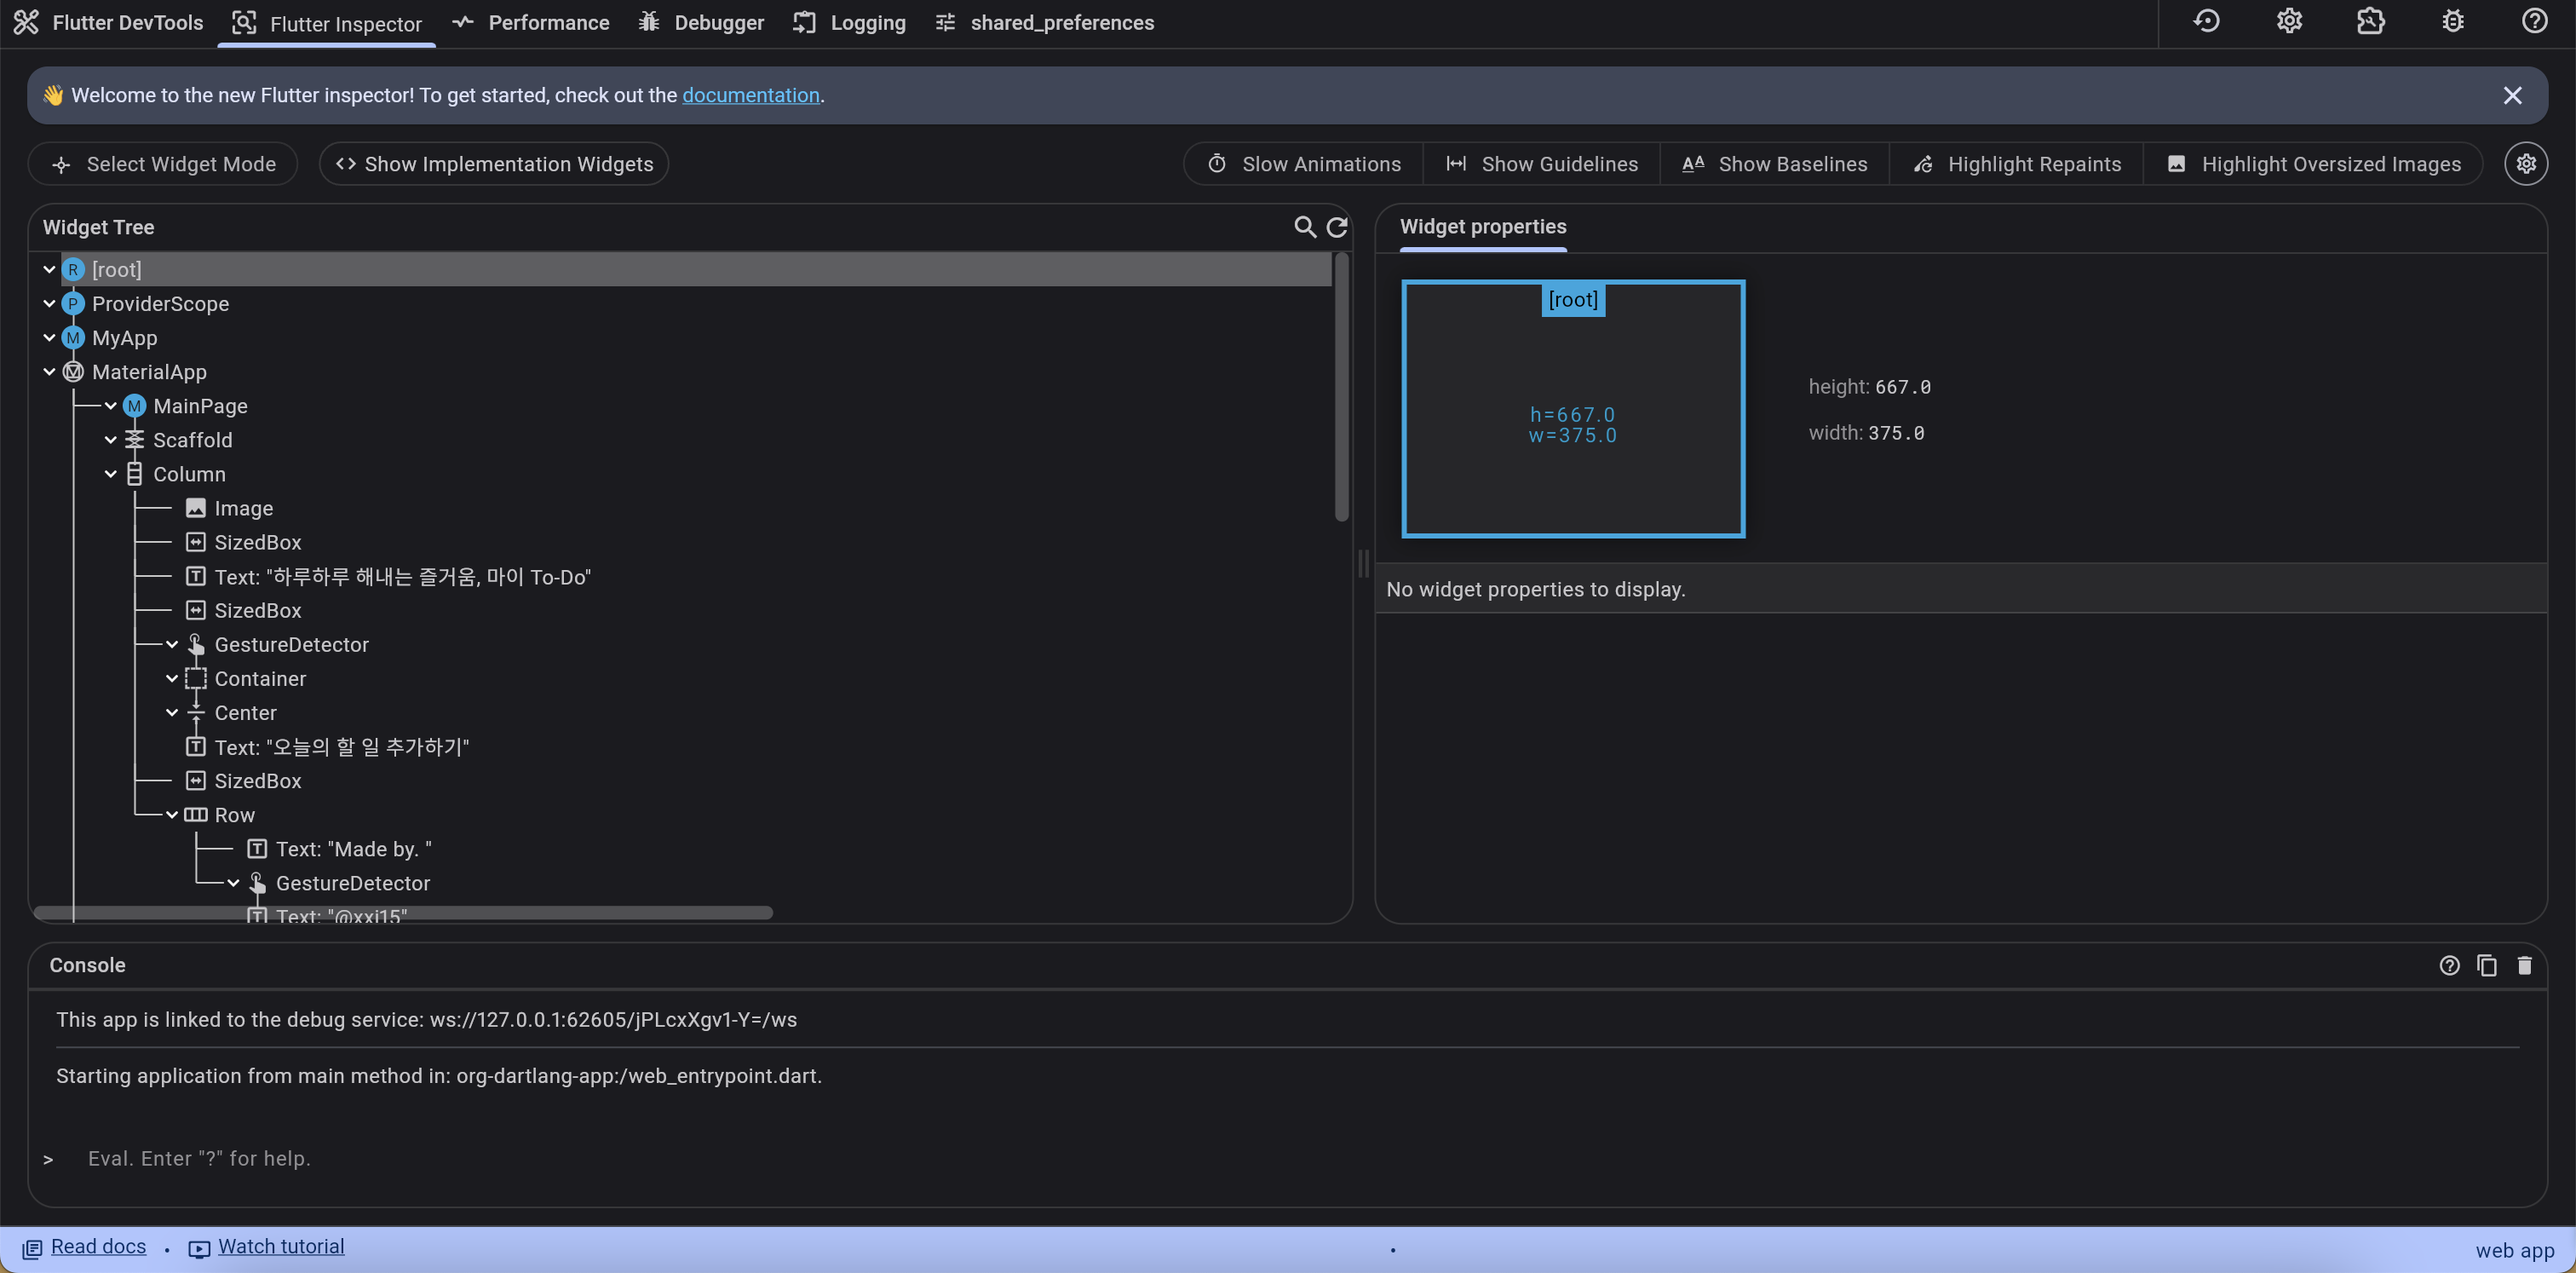 Flutter DevTools Flutter Inspector Performance Debugger Logging shared_preferences
👋 Welcome to the new Flutter inspector! To get started, check out the documentation.
Select Widget Mode <> Show Implementation Widgets Slow Animations Show Guidelines Show Baselines Highlight Repaints Highlight Oversized Images
Widget Tree
R [root]
P ProviderScope
M MyApp
MaterialApp
M MainPage
Scaffold
Column
Image
SizedBox
Text: "하루하루 해내는 즐거움, 마이 To-Do"
SizedBox
GestureDetector
Container
Center
Text: "오늘의 할 일 추가하기"
SizedBox
Row
Text: "Made by. "
GestureDetector
Text: "@xxi15"
Widget properties
[root]
h=667.0
w=375.0
height: 667.0
width: 375.0
No widget properties to display.
Console
This app is linked to the debug service: ws://127.0.0.1:62605/jPLcxXgv1-Y=/ws
Starting application from main method in: org-dartlang-app:/web_entrypoint.dart.
> Eval. Enter "?" for help.
Read docs • Watch tutorial • web app